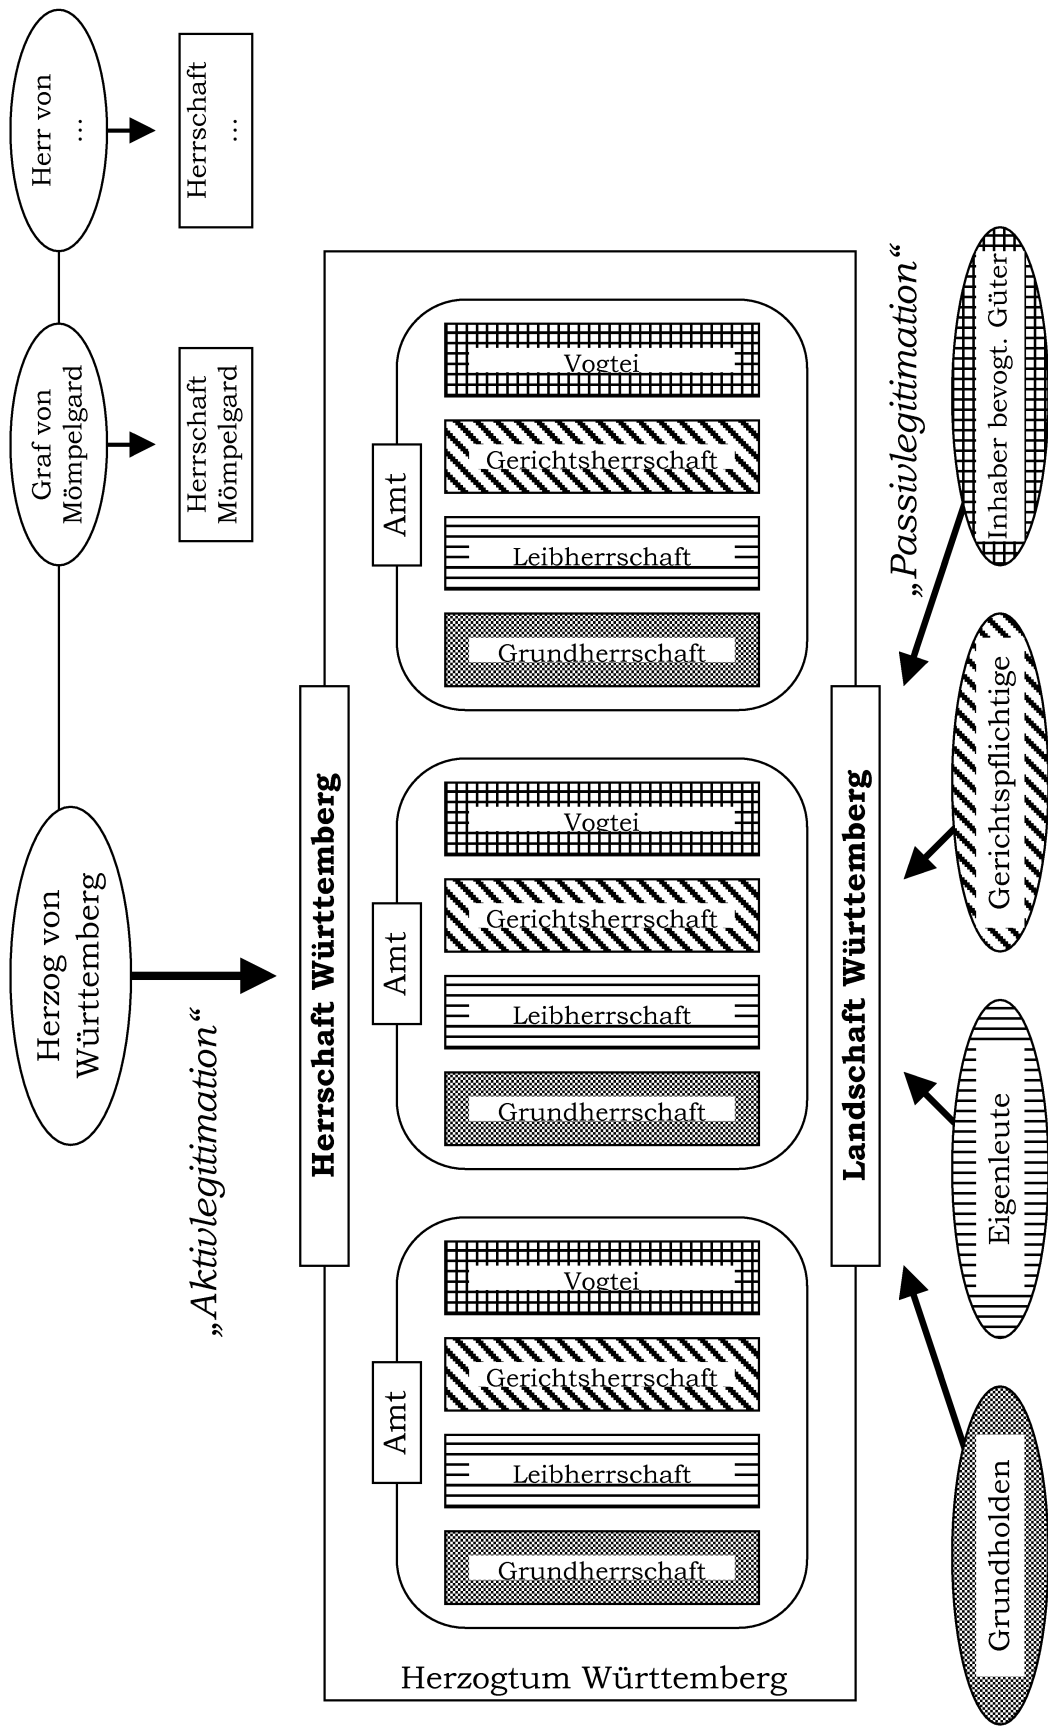 Herzog von
Württemberg
Graf von
Mömpelgard
Herr von
…
„Aktivlegitimation“
Herrschaft
Mömpelgard
Herrschaft
…
Herrschaft Württemberg
Herzogtum Württemberg
Amt
Grundherrschaft
Leibherrschaft
Gerichtsherrschaft
Vogtei
Amt
Grundherrschaft
Leibherrschaft
Gerichtsherrschaft
Vogtei
Amt
Grundherrschaft
Leibherrschaft
Gerichtsherrschaft
Vogtei
Landschaft Württemberg
„Passivlegitimation“
Grundholden
Eigenleute
Gerichtspflichtige
Inhaber bevogt. Güter